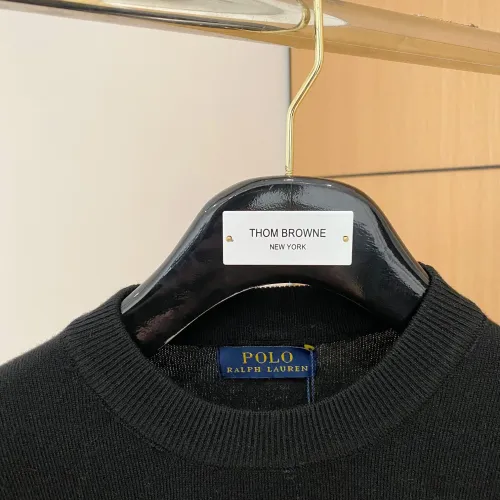 THOM BROWNE
NEW YORK
POLO
RALPH LAUREN